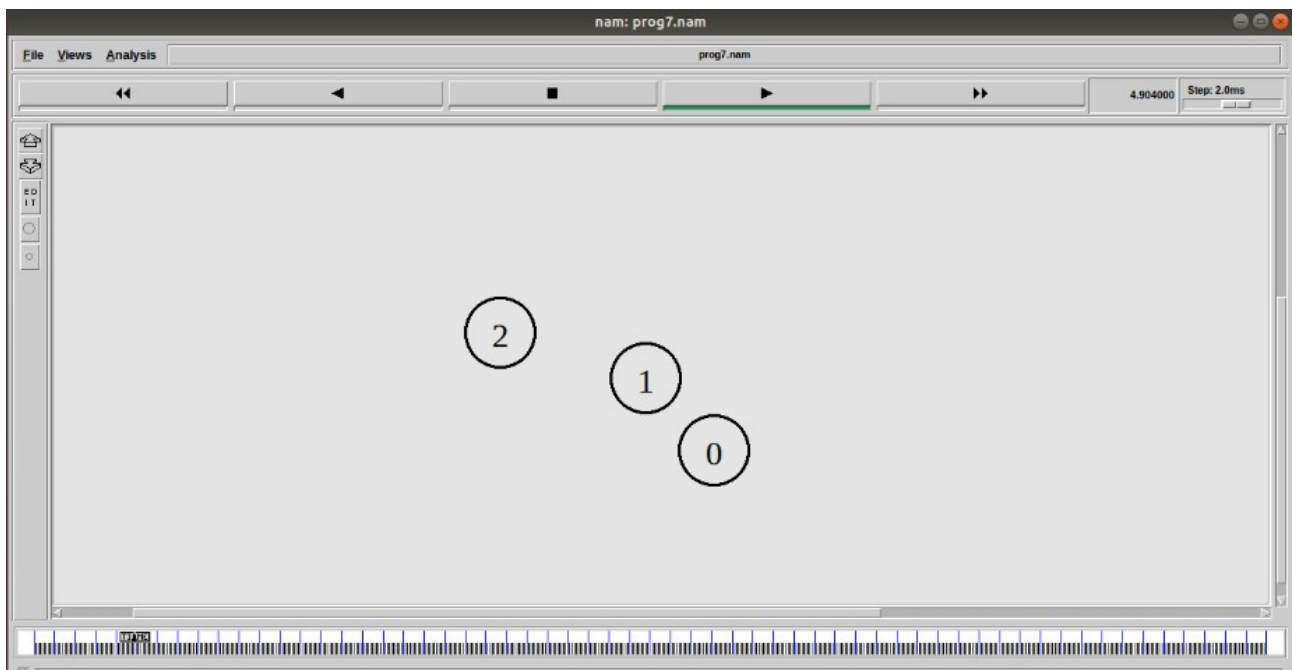 nam: prog7.nam
File Views Analysis prog7.nam
4.904000 Step: 2.0ms
E D
I T
2
1
0